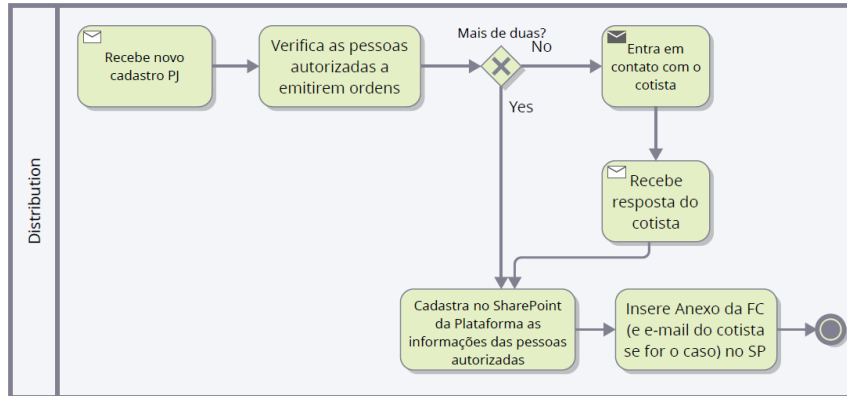 Distribution
Recebe novo
cadastro PJ
Verifica as pessoas
autorizadas a
emitirem ordens
Mais de duas?
No
Yes
Entra em
contato com o
cotista
Recebe
resposta do
cotista
Cadastra no SharePoint
da Plataforma as
informações das pessoas
autorizadas
Insere Anexo da FC
(e e-mail do cotista
se for o caso) no SP